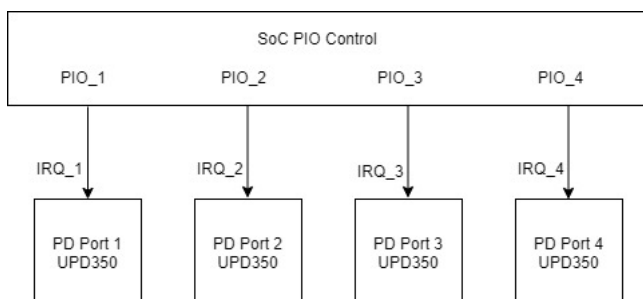 SoC PIO Control
PIO_1 PIO_2 PIO_3 PIO_4
IRQ_1 IRQ_2 IRQ_3 IRQ_4
PD Port 1 PD Port 2 PD Port 3 PD Port 4
UPD350 UPD350 UPD350 UPD350